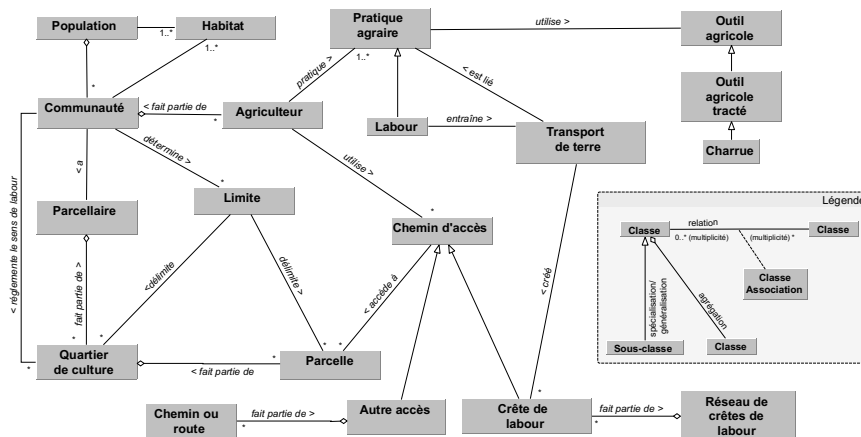 Population
1..*
Habitat
1..*
Pratique
agraire
1..*
utilise >
Outil
agricole
pratique >
< est lié
*
Communauté
< fait partie de
*
Agriculteur
Labour
entraîne >
Transport
de terre
Outil
agricole
tracté
Charrue
détermine >
*
< a
utilise >
*
< réglemente le sens de labour
Parcellaire
Limite
Chemin d'accès
fait partie de >
<délimite
délimite >
< accède à
< créé
*
*
*
*
*
Quartier
de culture
*
< fait partie de
Parcelle
Chemin ou
route
fait partie de >
*
Autre accès
*
Crête de
labour
fait partie de >
*
Réseau de
crêtes de
labour
Légende
Classe
relation
0..* (multiplicité)
(multiplicité) *
Classe
Classe
Association
spécialisation/
généralisation
agrégation
Sous-classe
Classe